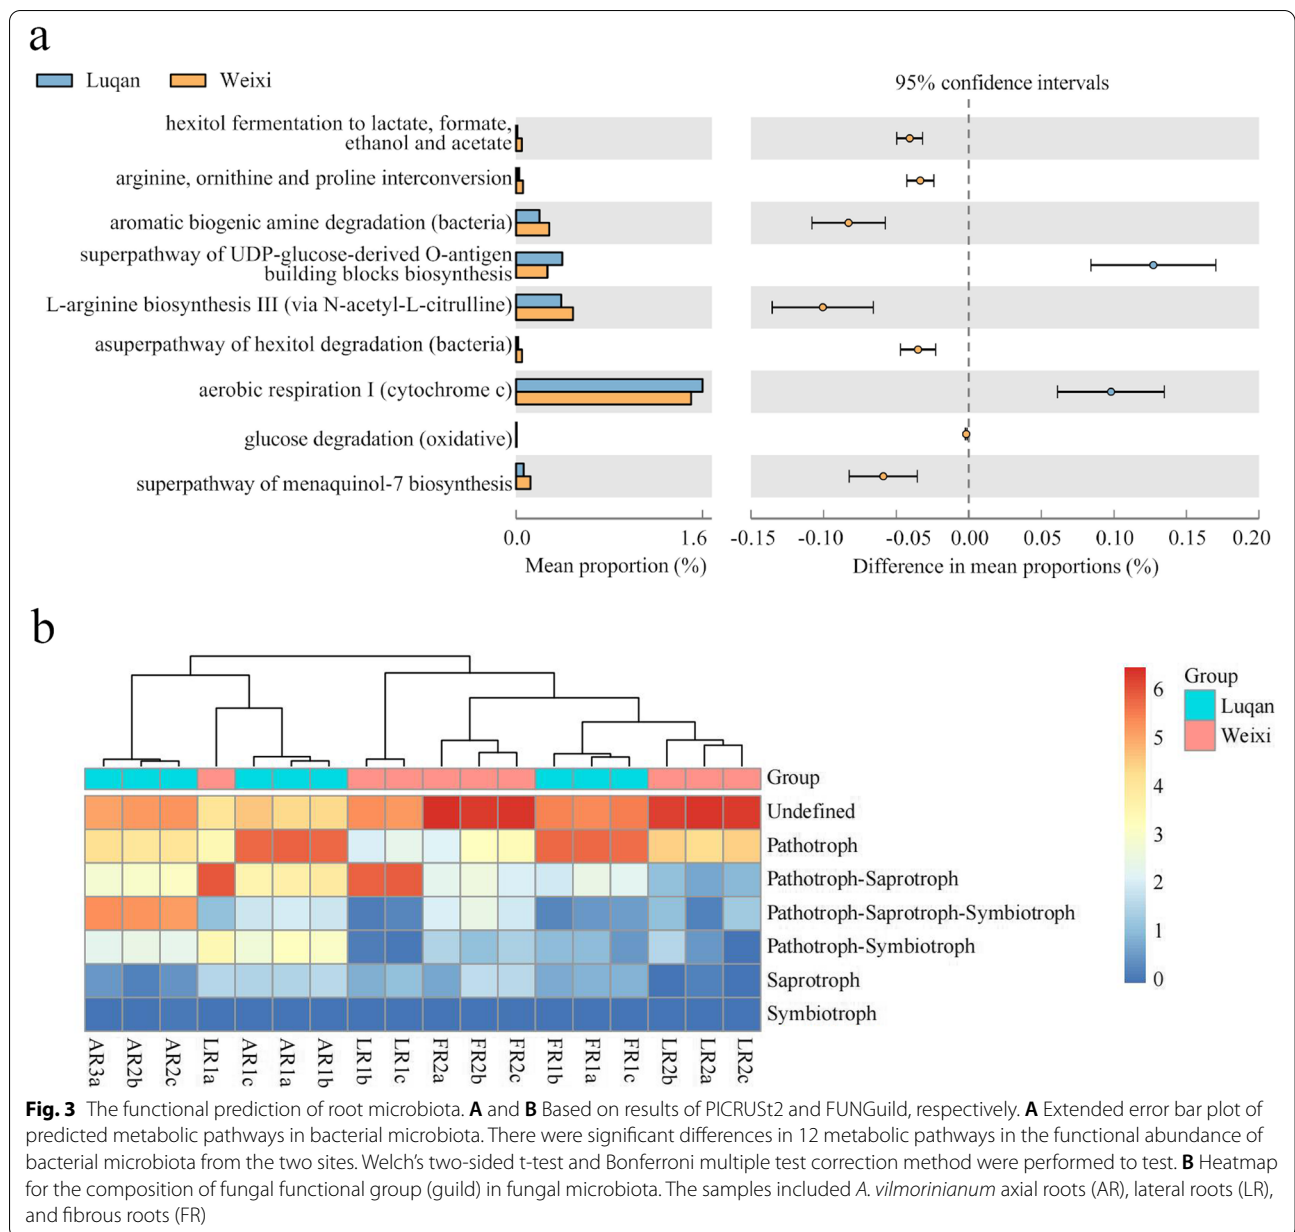 a
Luqan Weixi
95% confidence intervals
hexitol fermentation to lactate, formate,
ethanol and acetate
arginine, ornithine and proline interconversion
aromatic biogenic amine degradation (bacteria)
superpathway of UDP-glucose-derived O-antigen
building blocks biosynthesis
L-arginine biosynthesis III (via N-acetyl-L-citrulline)
asuperpathway of hexitol degradation (bacteria)
aerobic respiration I (cytochrome c)
glucose degradation (oxidative)
superpathway of menaquinol-7 biosynthesis
0.0 1.6 -0.15 -0.10 -0.05 0.00 0.05 0.10 0.15 0.20
Mean proportion (%) Difference in mean proportions (%)
b
Group
Luqan
Weixi
6
5
4
3
2
1
0
Group
Undefined
Pathotroph
Pathotroph-Saprotroph
Pathotroph-Saprotroph-Symbiotroph
Pathotroph-Symbiotroph
Saprotroph
Symbiotroph
AR3a AR2b AR2c LR1a AR1c AR1a AR1b LR1b LR1c FR2a FR2b FR2c FR1b FR1a FR1c LR2b LR2a LR2c
Fig. 3 The functional prediction of root microbiota. A and B Based on results of PICRUSt2 and FUNGuild, respectively. A Extended error bar plot of
predicted metabolic pathways in bacterial microbiota. There were significant differences in 12 metabolic pathways in the functional abundance of
bacterial microbiota from the two sites. Welch's two-sided t-test and Bonferroni multiple test correction method were performed to test. B Heatmap
for the composition of fungal functional group (guild) in fungal microbiota. The samples included A. vilmorinianum axial roots (AR), lateral roots (LR),
and fibrous roots (FR)